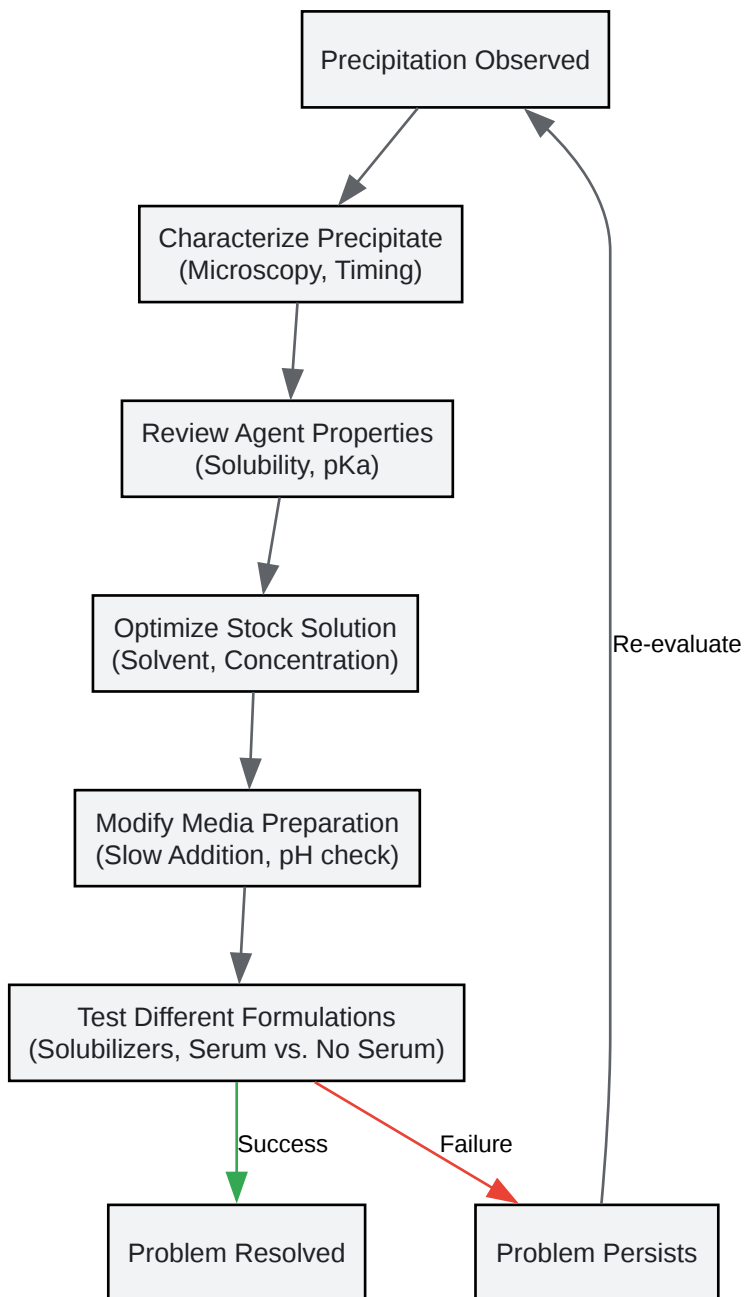 Precipitation Observed
Characterize Precipitate
(Microscopy, Timing)
Review Agent Properties
(Solubility, pKa)
Optimize Stock Solution
(Solvent, Concentration)
Re-evaluate
Modify Media Preparation
(Slow Addition, pH check)
Test Different Formulations
(Solubilizers, Serum vs. No Serum)
Success
Failure
Problem Resolved
Problem Persists